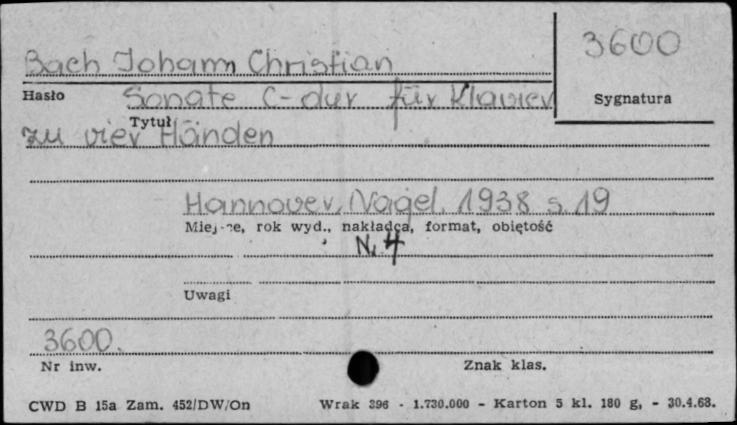 3600
Bach Johann Christian
Hasło
Sygnatura
Sonate C-dur für Klavier
Tytuł
zu vier Händen
Hannover, Nagel, 1938 s. 19
Miejsce, rok wyd., nakładca, format, objętość
N. 4
Uwagi
3600.
Nr inw.
Znak klas.
CWD B 15a Zam. 452/DW/On Wrak 396 - 1.730.000 - Karton 5 kl. 180 g, - 30.4.68.